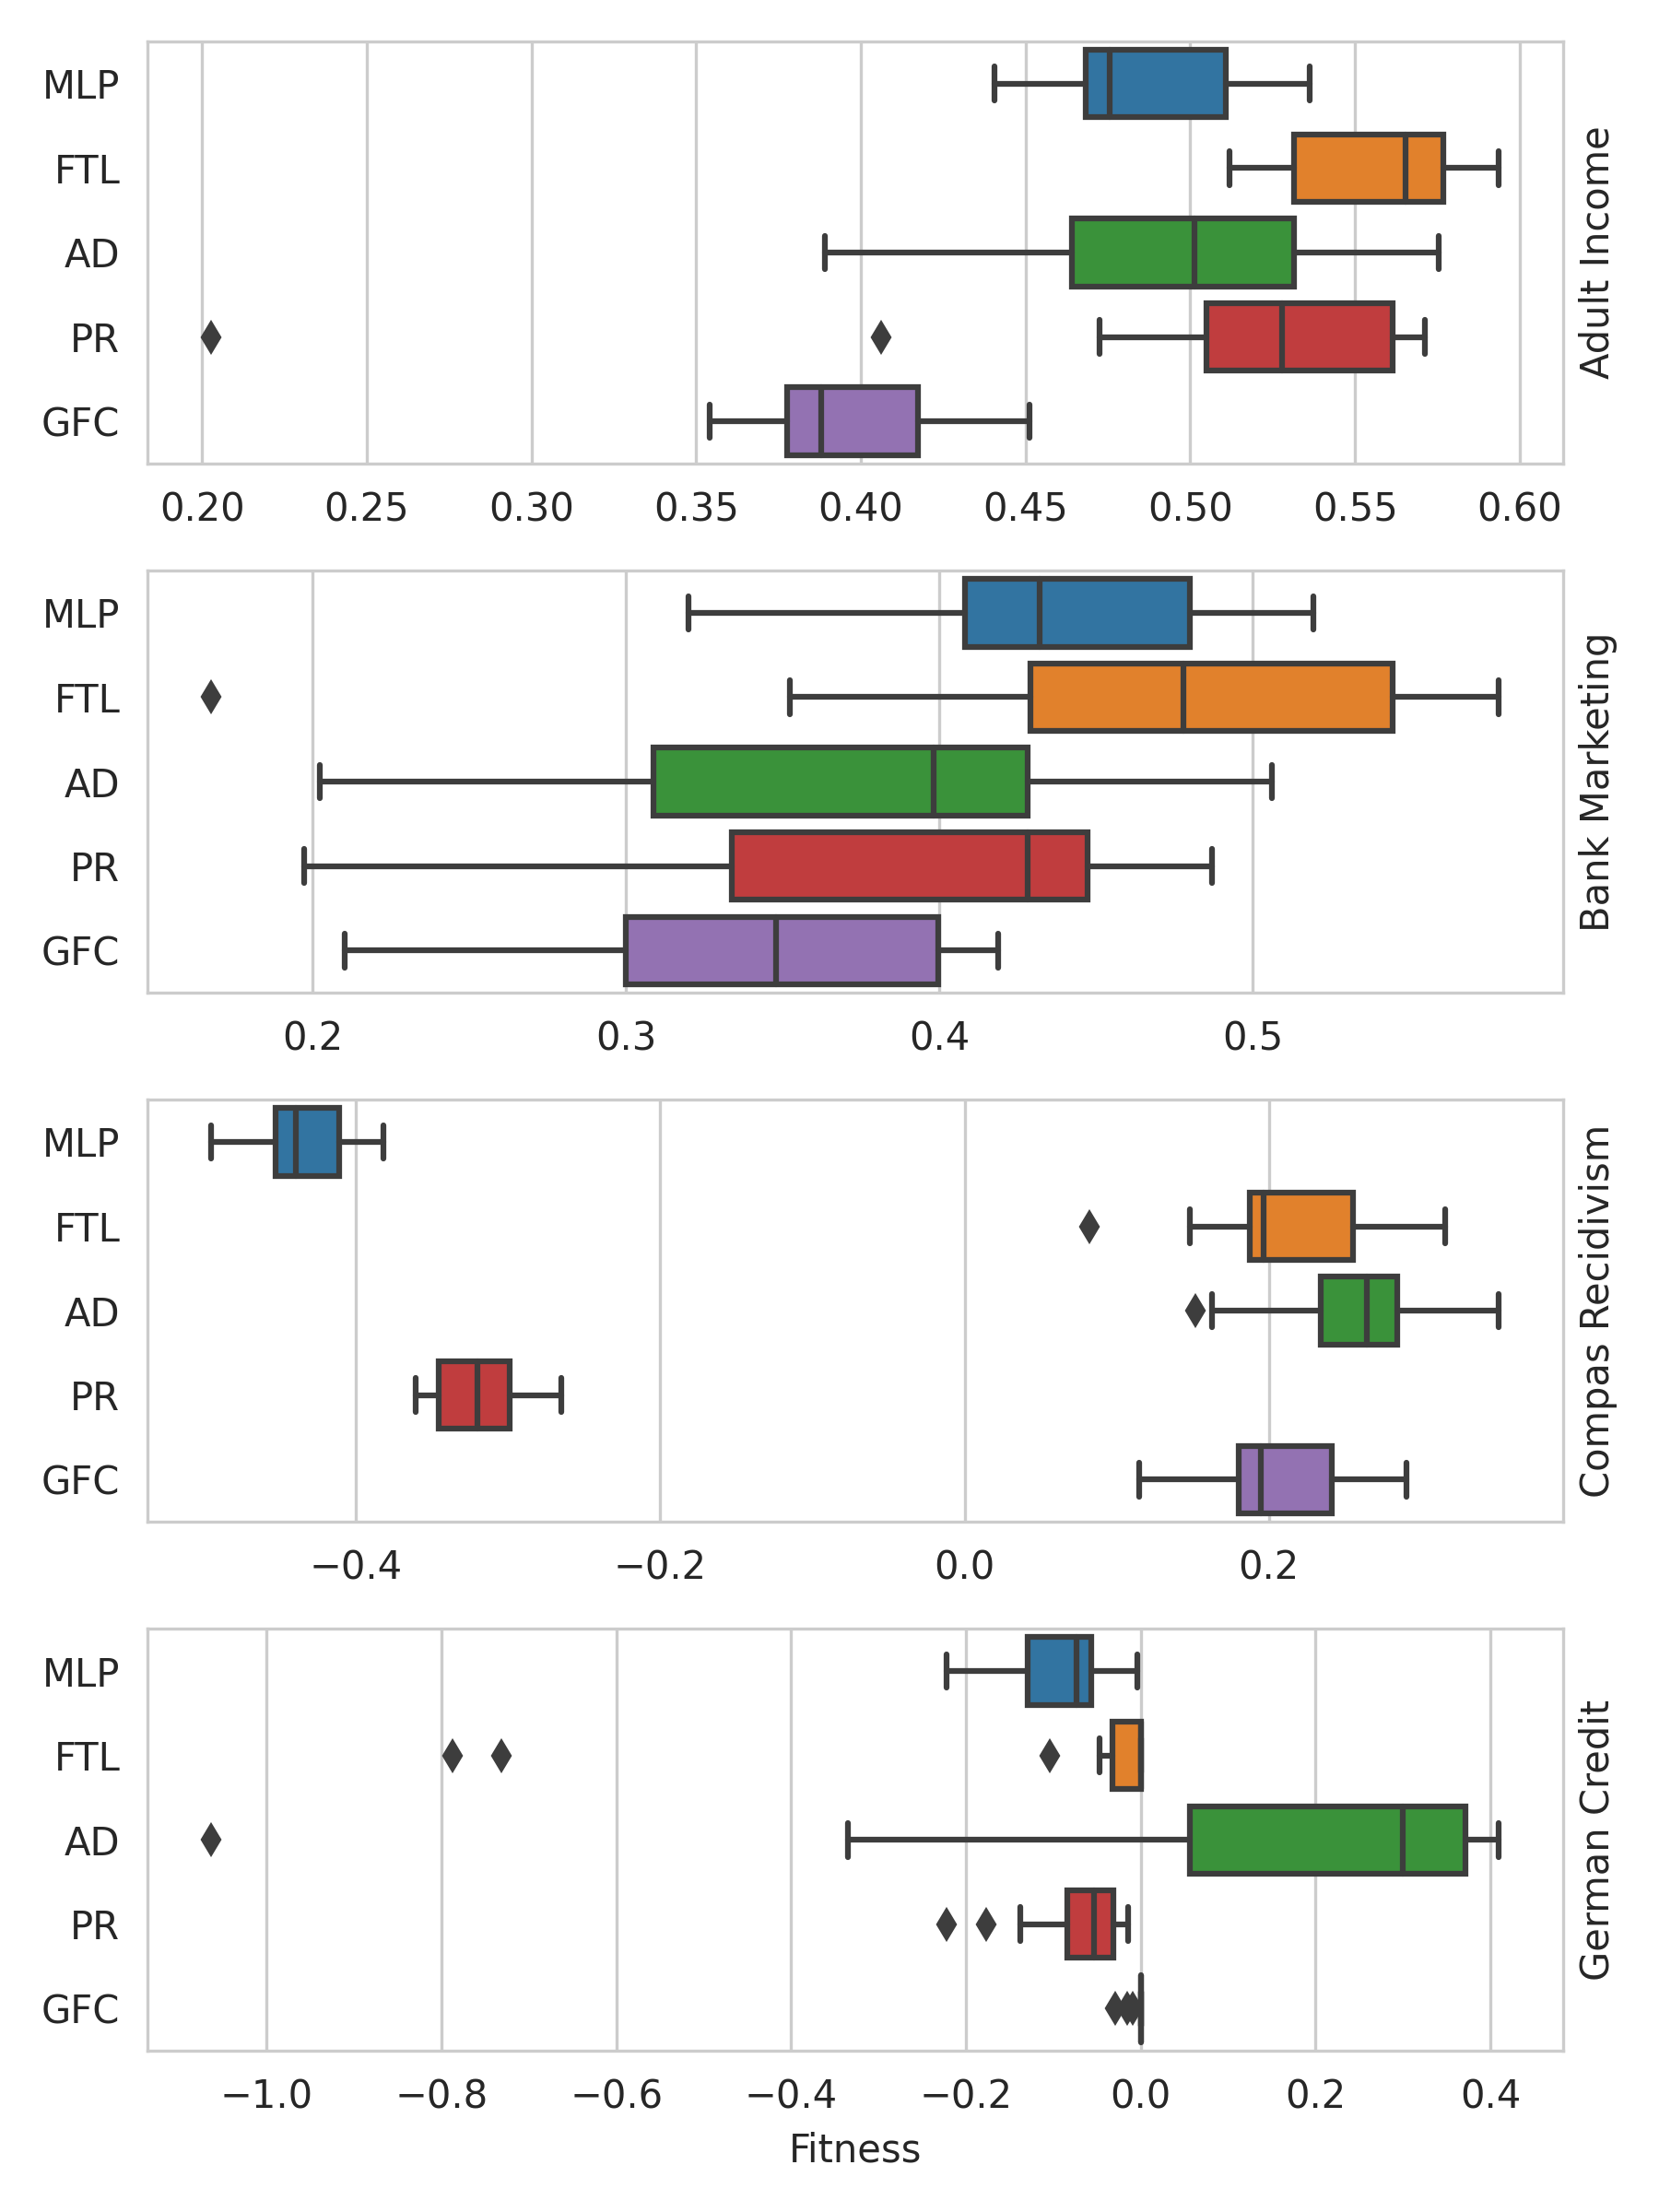 MLP
FTL
AD
PR
GFC
Adult Income
0.20 0.25 0.30 0.35 0.40 0.45 0.50 0.55 0.60
MLP
FTL
AD
PR
GFC
Bank Marketing
0.2 0.3 0.4 0.5
MLP
FTL
AD
PR
GFC
Compas Recidivism
−0.4 −0.2 0.0 0.2
MLP
FTL
AD
PR
GFC
German Credit
−1.0 −0.8 −0.6 −0.4 −0.2 0.0 0.2 0.4
Fitness